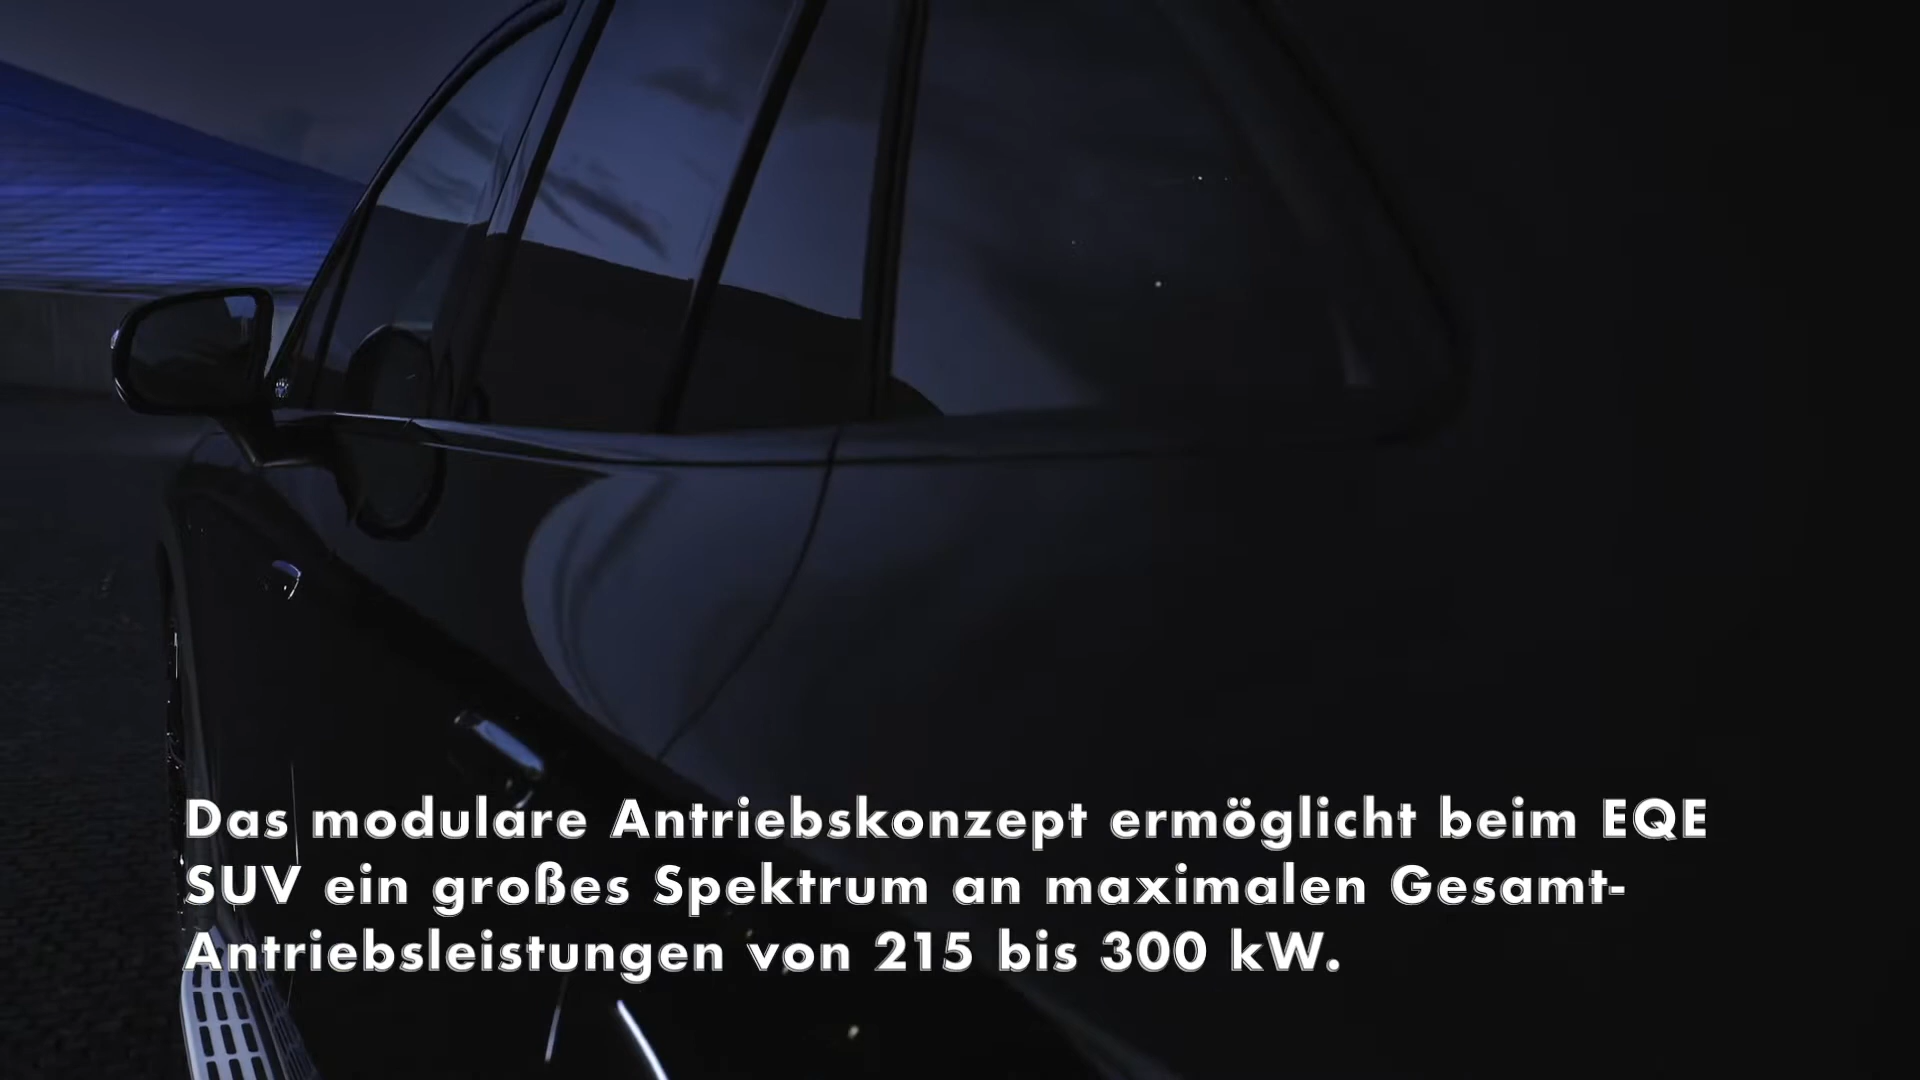 Das modulare Antriebskonzept ermöglicht beim EQE
SUV ein großes Spektrum an maximalen Gesamt-
Antriebsleistungen von 215 bis 300 kW.